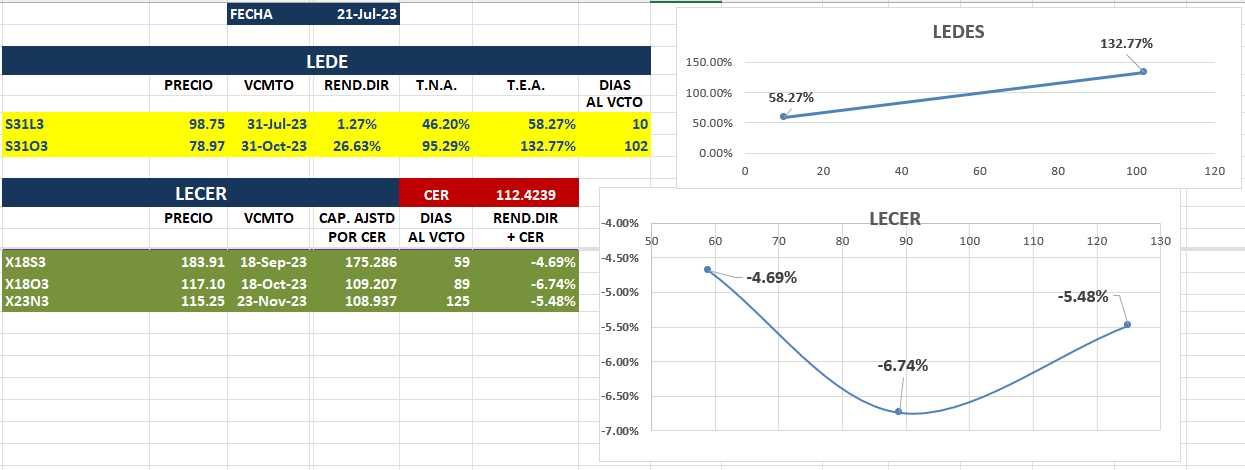 FECHA 21-Jul-23
LEDE
PRECIO VCMTO REND.DIR T.N.A. T.E.A. DIAS
AL VCTO
S31L3 98.75 31-Jul-23 1.27% 46.20% 58.27% 10
S31O3 78.97 31-Oct-23 26.63% 95.29% 132.77% 102
LECER CER 112.4239
PRECIO VCMTO CAP. AJSTD DIAS REND.DIR
POR CER AL VCTO + CER
X18S3 183.91 18-Sep-23 175.286 59 -4.69%
X18O3 117.10 18-Oct-23 109.207 89 -6.74%
X23N3 115.25 23-Nov-23 108.937 125 -5.48%
LEDES
132.77%
150.00%
58.27%
100.00%
50.00%
0.00%
0 20 40 60 80 100 120
LECER
-4.00%
50 60 70 80 90 100 110 120 130
-4.50%
-4.69%
-5.00%
-5.48%
-5.50%
-6.00%
-6.74%
-6.50%
-7.00%